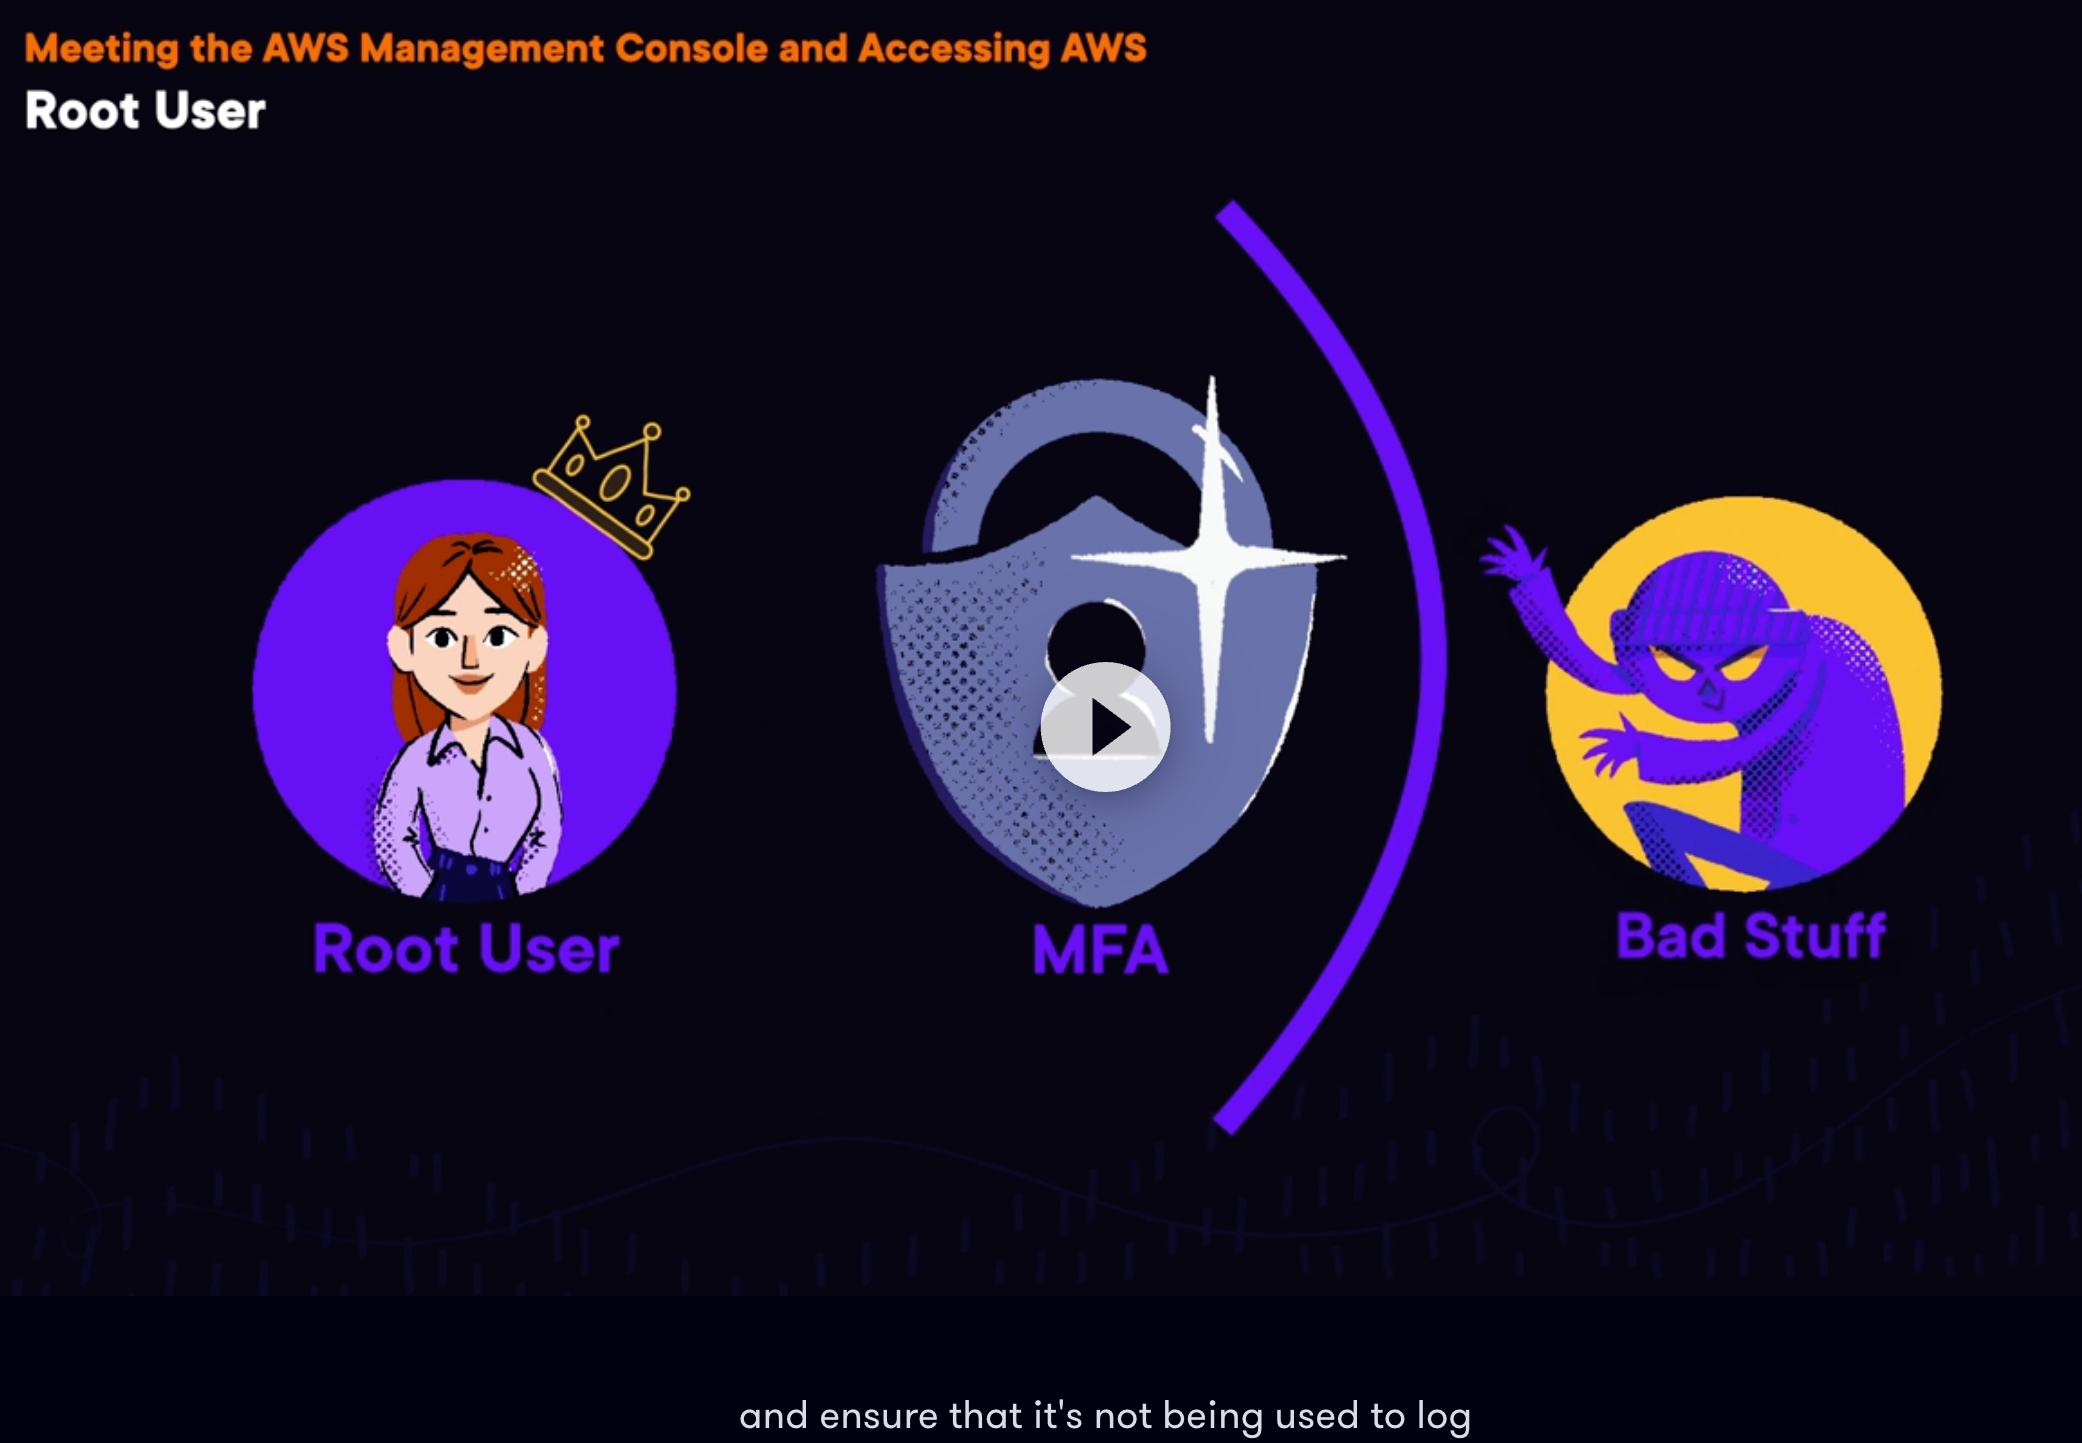 Meeting the AWS Management Console and Accessing AWS
Root User
Root User
MFA
Bad Stuff
and ensure that it's not being used to log